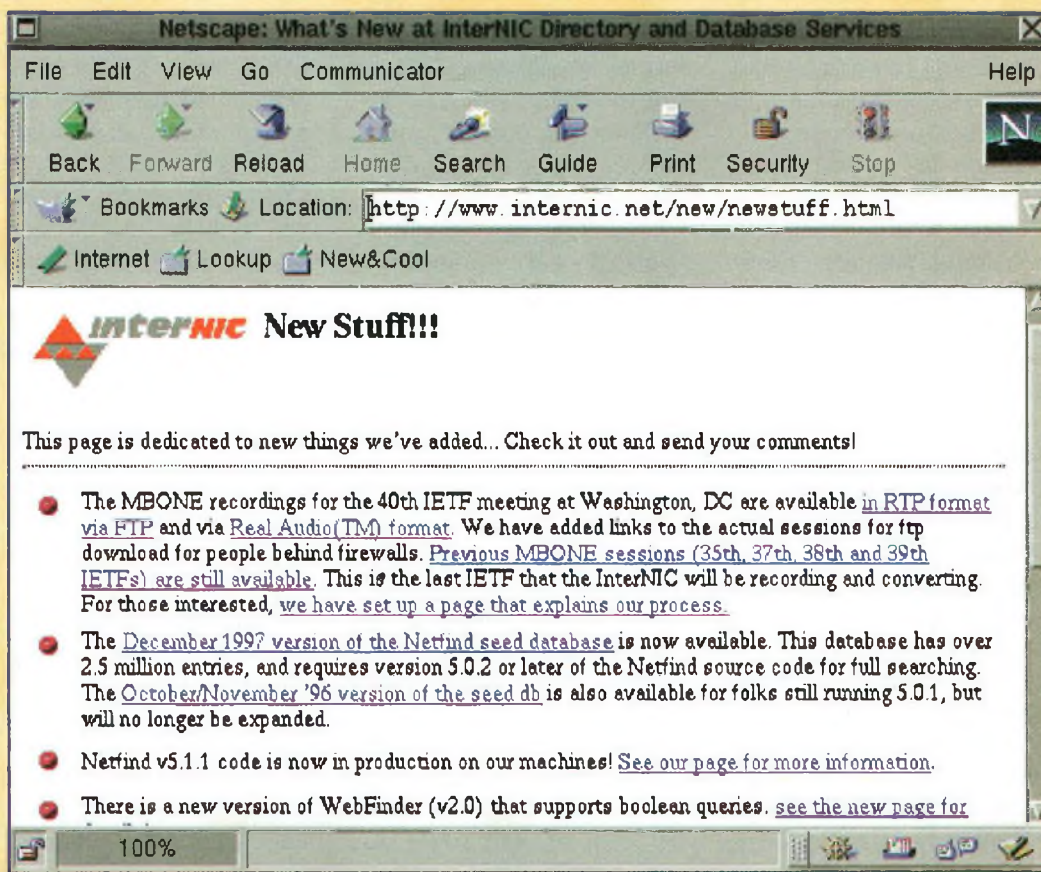 Netscape: What's New at InterNIC Directory and Database Services
File Edit View Go Communicator Help
Back Forward Reload Home Search Guide Print Security Stop
N
Bookmarks Location: http://www.internic.net/new/newstuff.html
Internet Lookup New&Cool
InterNIC New Stuff!!!
This page is dedicated to new things we've added... Check it out and send your comments!
The MBONE recordings for the 40th IETF meeting at Washington, DC are available in RTP format
via FTP and via Real Audio(TM) format. We have added links to the actual sessions for ftp
download for people behind firewalls. Previous MBONE sessions (35th, 37th, 38th and 39th
IETFs) are still available. This is the last IETF that the InterNIC will be recording and converting.
For those interested, we have set up a page that explains our process.
The December 1997 version of the Netfind seed database is now available. This database has over
2.5 million entries, and requires version 5.0.2 or later of the Netfind source code for full searching.
The October/November '96 version of the seed db is also available for folks still running 5.0.1, but
will no longer be expanded.
Netfind v5.1.1 code is now in production on our machines! See our page for more information.
There is a new version of WebFinder (v2.0) that supports boolean queries. see the new page for
100%